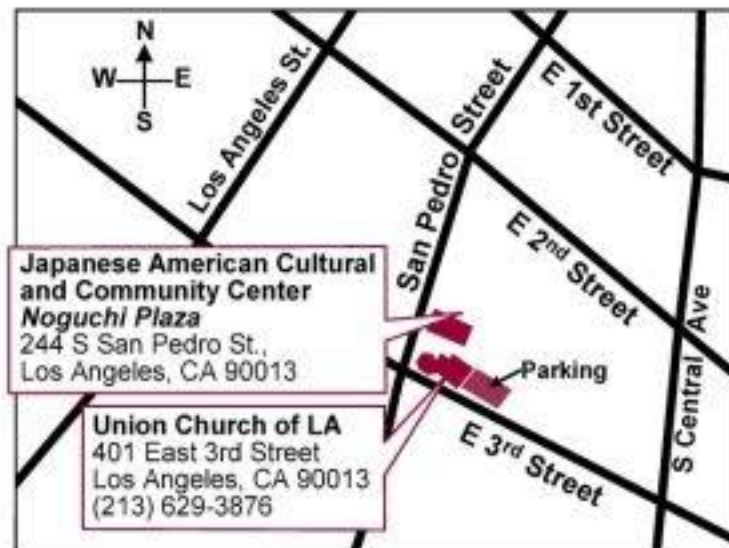 N
W E
S
Los Angeles St.
San Pedro Street
E 1st Street
E 2nd Street
S Central Ave
Japanese American Cultural
and Community Center
Noguchi Plaza
244 S San Pedro St.,
Los Angeles, CA 90013
Parking
Union Church of LA
401 East 3rd Street
Los Angeles, CA 90013
(213) 629-3876
E 3rd Street